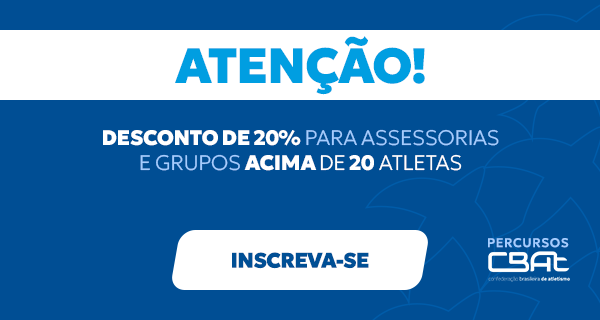 ATENÇÃO!
DESCONTO DE 20% PARA ASSESSORIAS
E GRUPOS ACIMA DE 20 ATLETAS
INSCREVA-SE
PERCURSOS
CBAt
confederação brasileira de atletismo